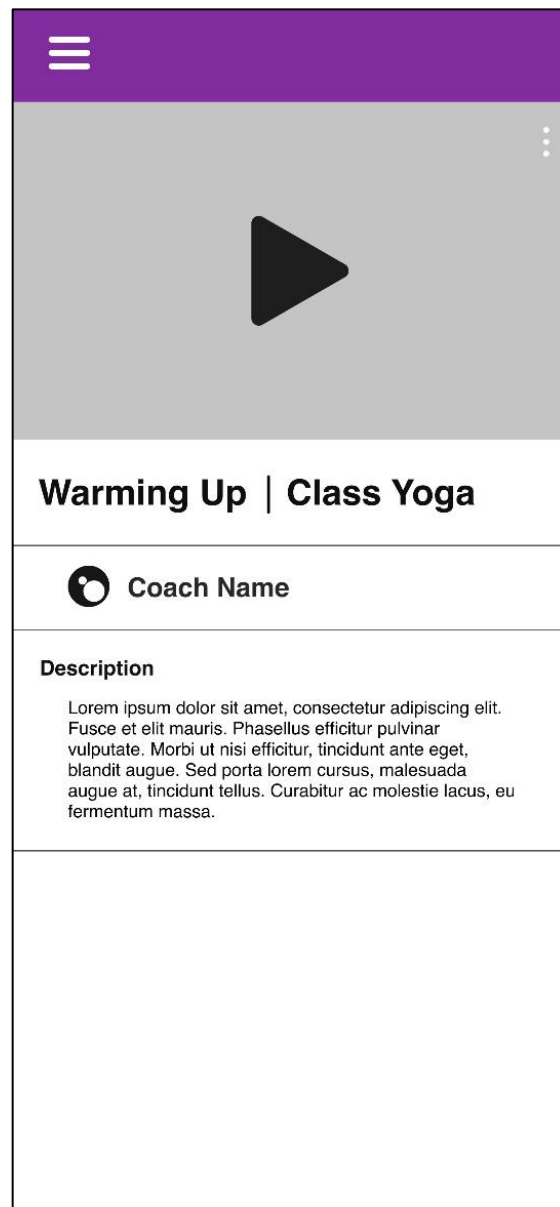 Warming Up | Class Yoga
Coach Name
Description
Lorem ipsum dolor sit amet, consectetur adipiscing elit.
Fusce et elit mauris. Phasellus efficitur pulvinar
vulputate. Morbi ut nisi efficitur, tincidunt ante eget,
blandit augue. Sed porta lorem cursus, malesuada
augue at, tincidunt tellus. Curabitur ac molestie lacus, eu
fermentum massa.